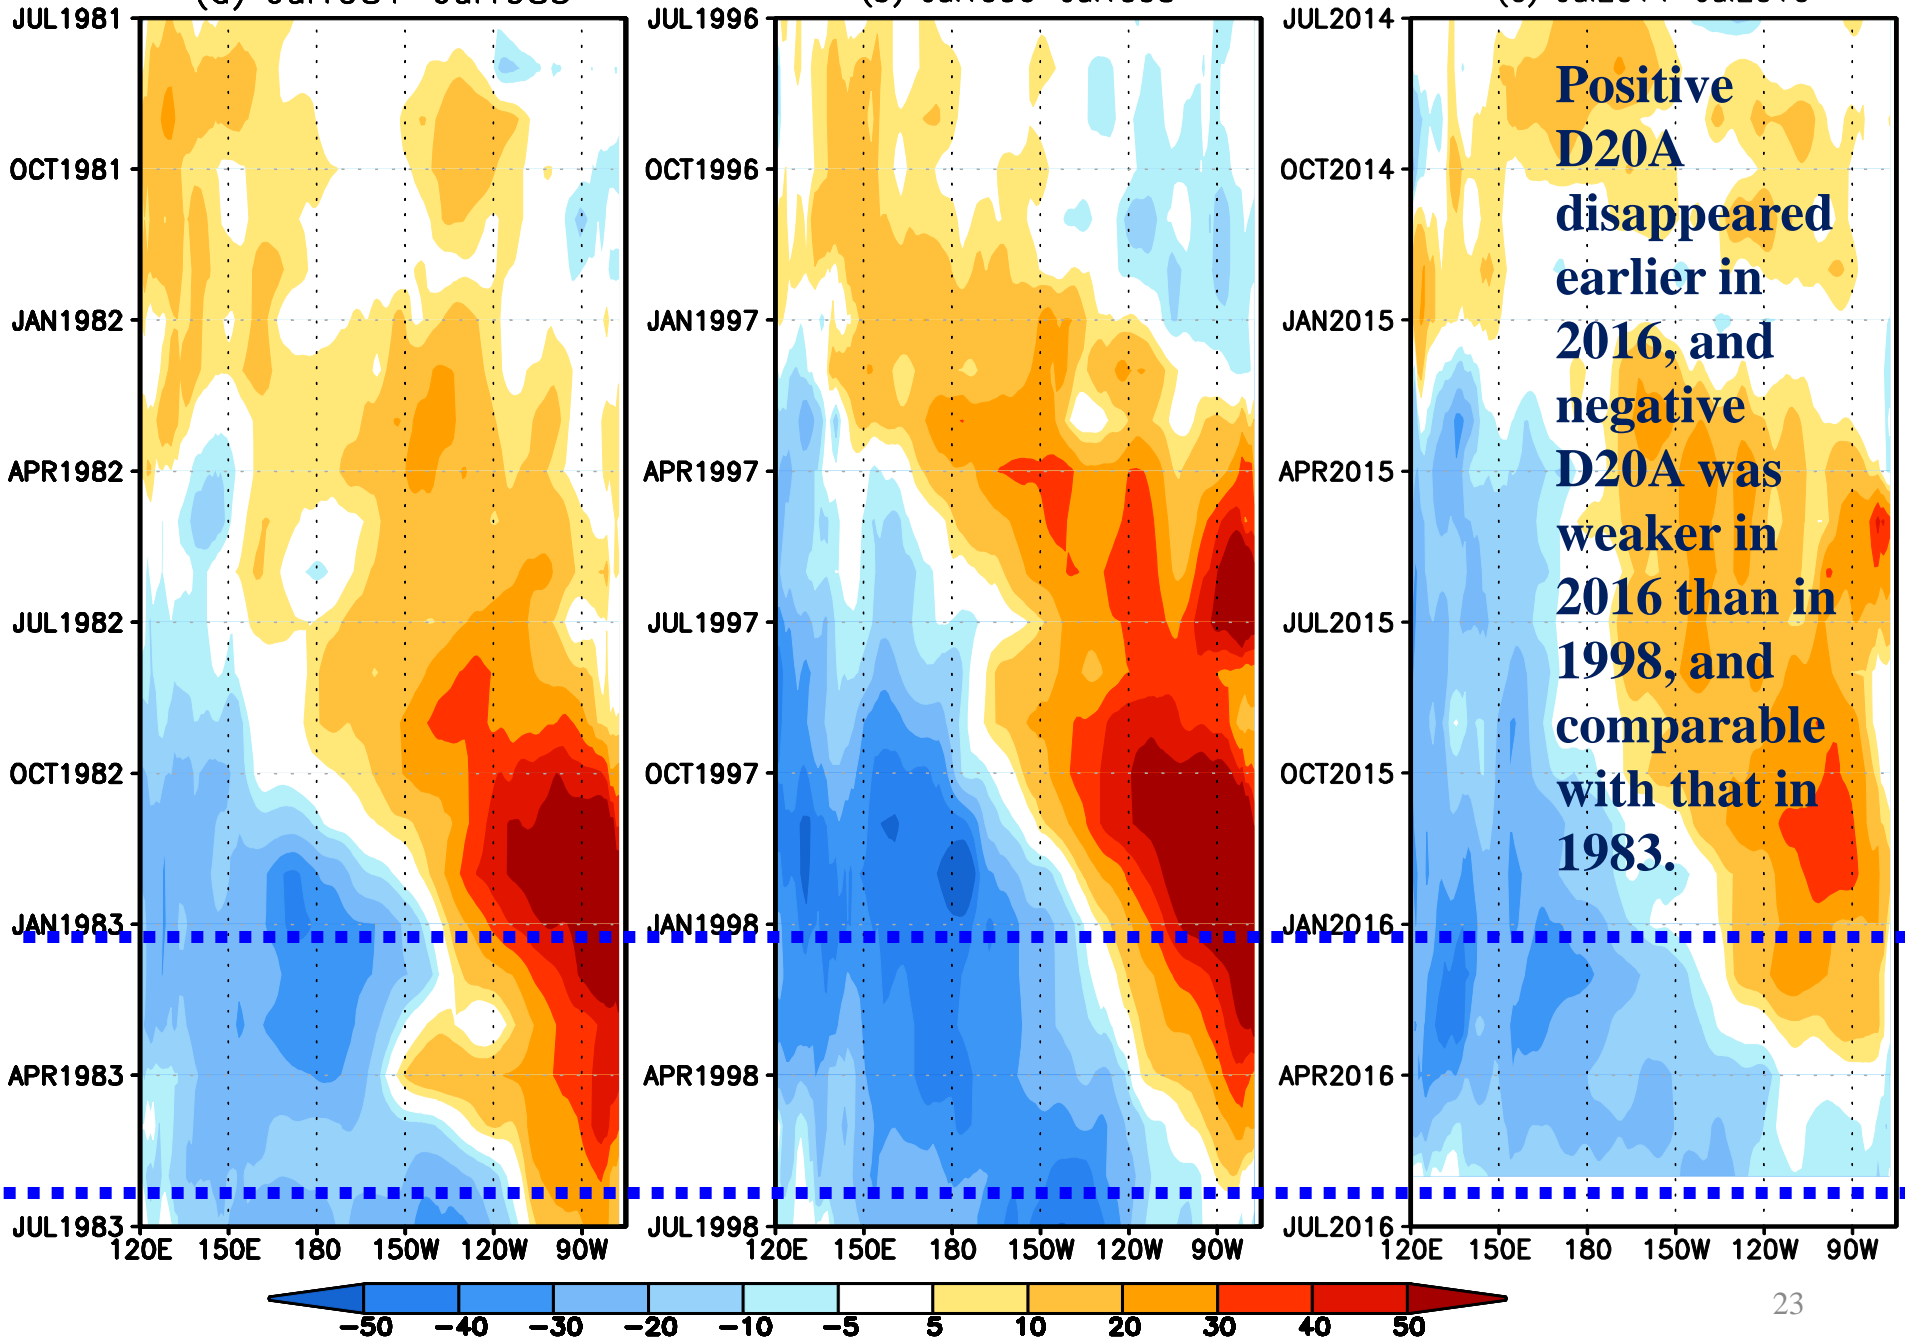 JUL1981
JUL1996
JUL2014
OCT1981
OCT1996
OCT2014
JAN1982
JAN1997
JAN2015
APR1982
APR1997
APR2015
JUL1982
JUL1997
JUL2015
OCT1982
OCT1997
OCT2015
JAN1983
JAN1998
JAN2016
APR1983
APR1998
APR2016
JUL1983
JUL1998
JUL2016
Positive
D20A
disappeared
earlier in
2016, and
negative
D20A was
weaker in
2016 than in
1998, and
comparable
with that in
1983.
120E 150E 180 150W 120W 90W
120E 150E 180 150W 120W 90W
120E 150E 180 150W 120W 90W
-50 -40 -30 -20 -10 -5 5 10 20 30 40 50
23